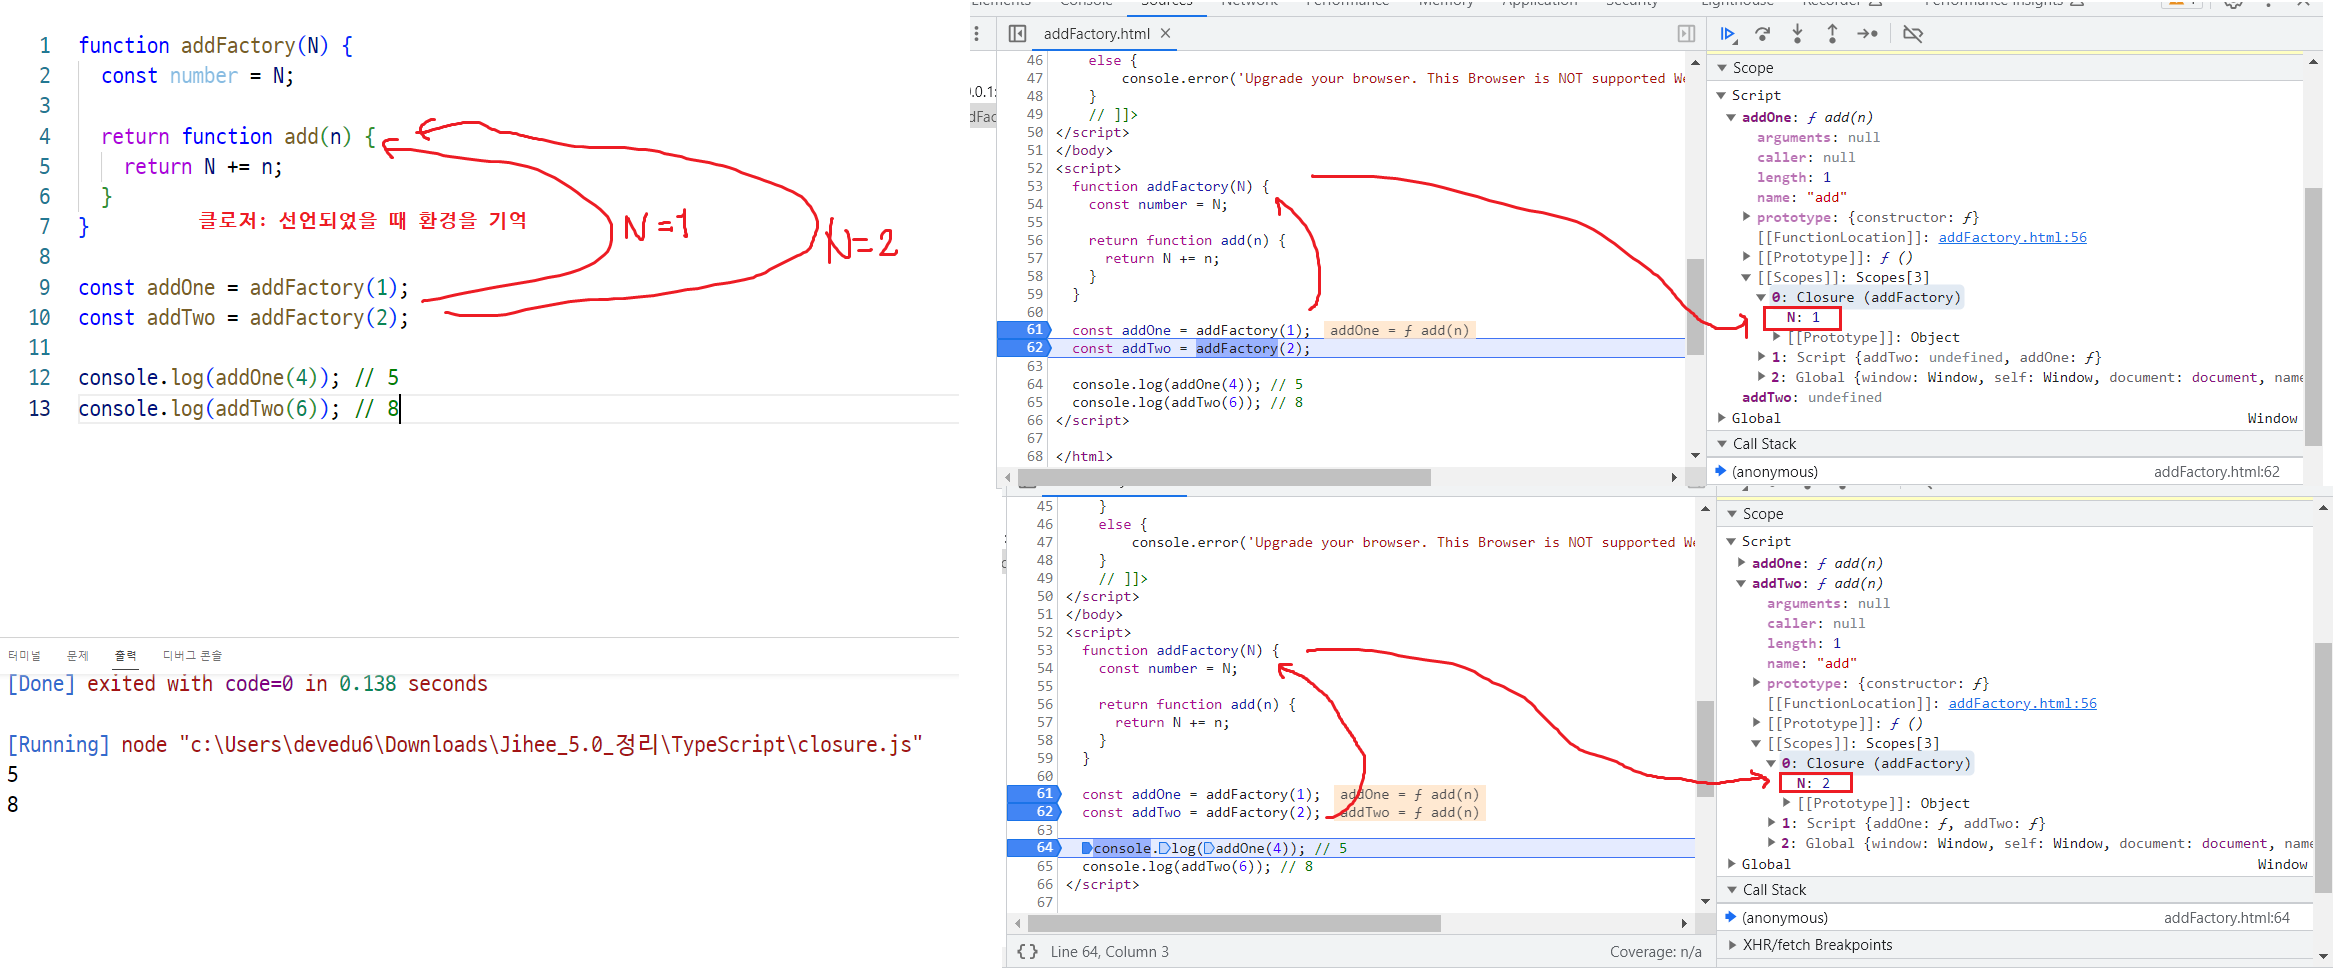 1 function addFactory(N) {
2 const number = N;
3
4 return function add(n) {
5 return N += n;
6 }
7 }
클로저: 선언되었을 때 환경을 기억
N=1
N=2
8
9 const addOne = addFactory(1);
10 const addTwo = addFactory(2);
11
12 console.log(addOne(4)); // 5
13 console.log(addTwo(6)); // 8
터미널 문제 출력 디버그 콘솔
[Done] exited with code=0 in 0.138 seconds
[Running] node "c:\Users\devedu6\Downloads\Jihee_5.0_정리\TypeScript\closure.js"
5
8
Elements Console Sources Network Performance Memory Application Security Lighthouse Recorder Performance insights
addFactory.html ×
46 else {
47 console.error('Upgrade your browser. This Browser is NOT supported We
48 }
49 // ]]>
50 </script>
51 </body>
52 <script>
53 function addFactory(N) {
54 const number = N;
55
56 return function add(n) {
57 return N += n;
58 }
59 }
60
61 const addOne = addFactory(1); addOne = ƒ add(n)
62 const addTwo = addFactory(2);
63
64 console.log(addOne(4)); // 5
65 console.log(addTwo(6)); // 8
66 </script>
67
68 </html>
Scope
Script
addOne: ƒ add(n)
arguments: null
caller: null
length: 1
name: "add"
prototype: {constructor: ƒ}
[[FunctionLocation]]: addFactory.html:56
[[Prototype]]: ƒ ()
[[Scopes]]: Scopes[3]
0: Closure (addFactory)
N: 1
[[Prototype]]: Object
1: Script {addTwo: undefined, addOne: ƒ}
2: Global {window: Window, self: Window, document: document, name
addTwo: undefined
Global Window
Call Stack
(anonymous) addFactory.html:62
45 }
46 else {
47 console.error('Upgrade your browser. This Browser is NOT supported We
48 }
49 // ]]>
50 </script>
51 </body>
52 <script>
53 function addFactory(N) {
54 const number = N;
55
56 return function add(n) {
57 return N += n;
58 }
59 }
60
61 const addOne = addFactory(1); addOne = ƒ add(n)
62 const addTwo = addFactory(2); addTwo = ƒ add(n)
63
64 console.log(addOne(4)); // 5
65 console.log(addTwo(6)); // 8
66 </script>
67
{} Line 64, Column 3 Coverage: n/a
Scope
Script
addOne: ƒ add(n)
addTwo: ƒ add(n)
arguments: null
caller: null
length: 1
name: "add"
prototype: {constructor: ƒ}
[[FunctionLocation]]: addFactory.html:56
[[Prototype]]: ƒ ()
[[Scopes]]: Scopes[3]
0: Closure (addFactory)
N: 2
[[Prototype]]: Object
1: Script {addOne: ƒ, addTwo: ƒ}
2: Global {window: Window, self: Window, document: document, name
Global Window
Call Stack
(anonymous) addFactory.html:64
XHR/fetch Breakpoints